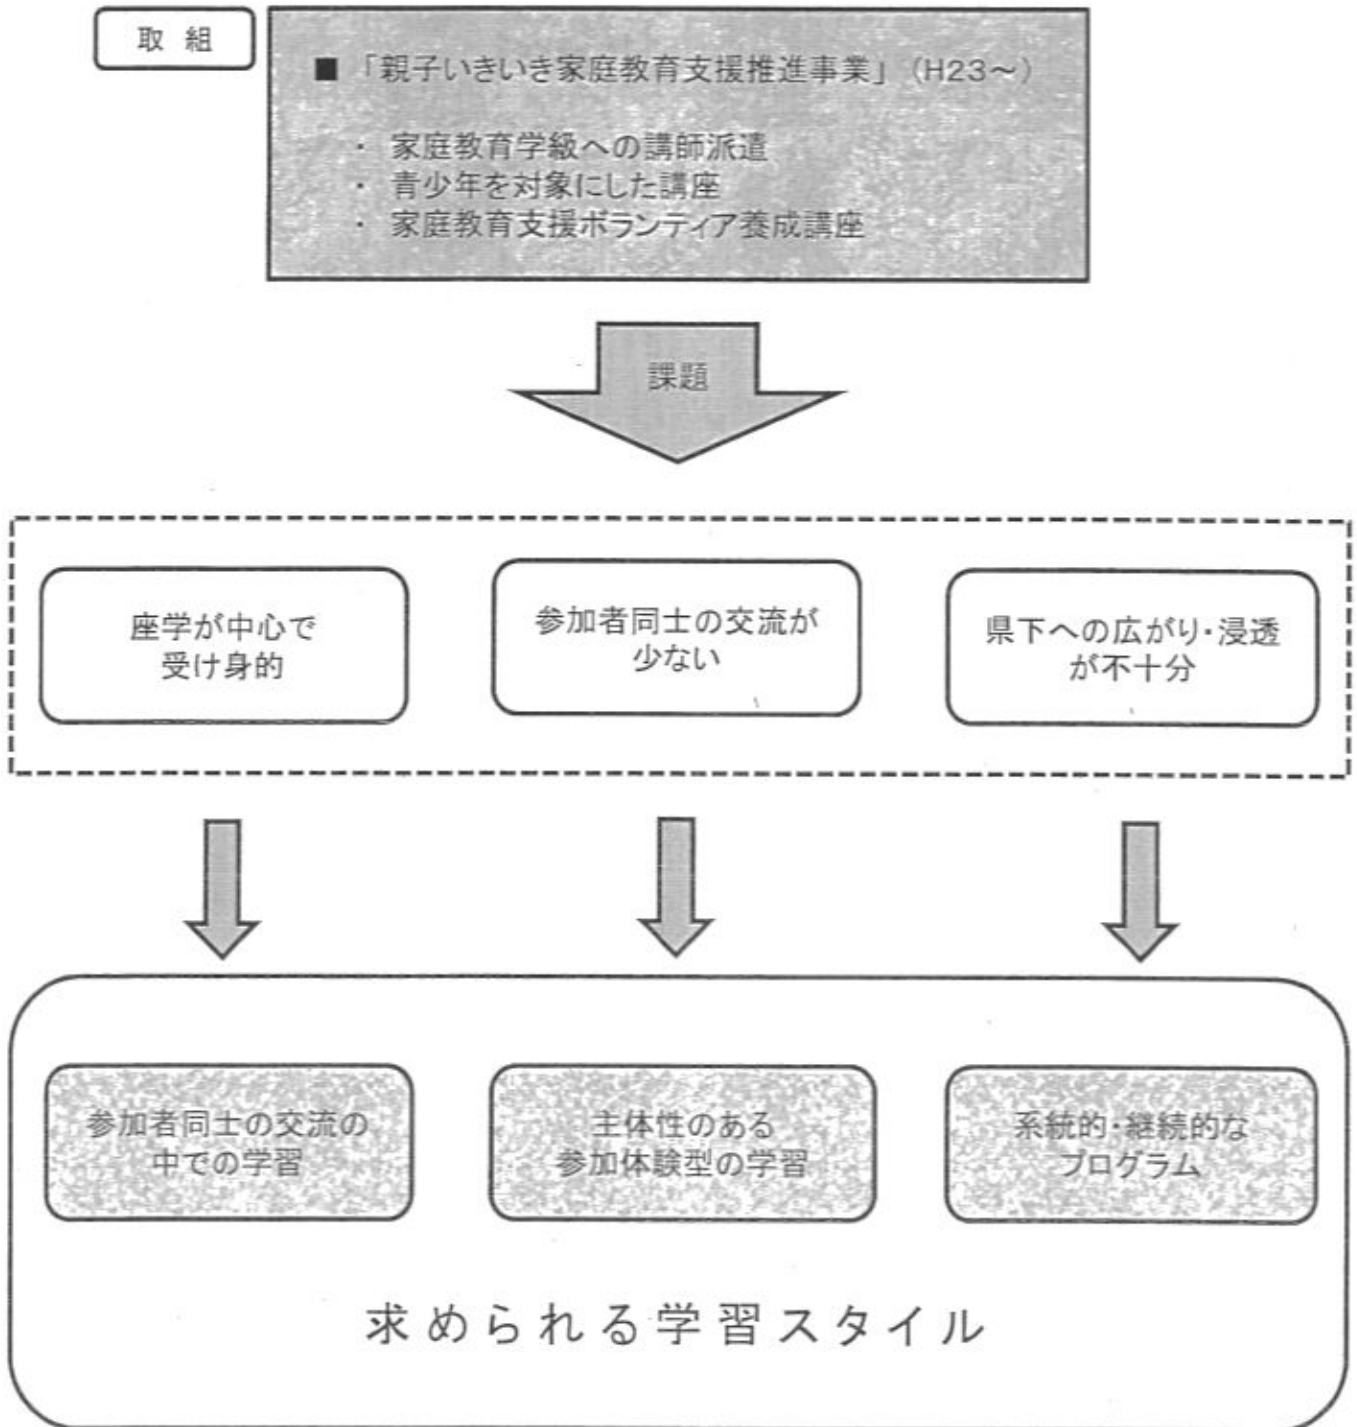 取 組
■ 「親子いきいき家庭教育支援推進事業」 (H23～)
・ 家庭教育学級への講師派遣
・ 青少年を対象にした講座
・ 家庭教育支援ボランティア養成講座
課題
座学が中心で
受け身的
参加者同士の交流が
少ない
県下への広がり・浸透
が不十分
参加者同士の交流の
中での学習
主体性のある
参加体験型の学習
系統的・継続的な
プログラム
求められる学習スタイル